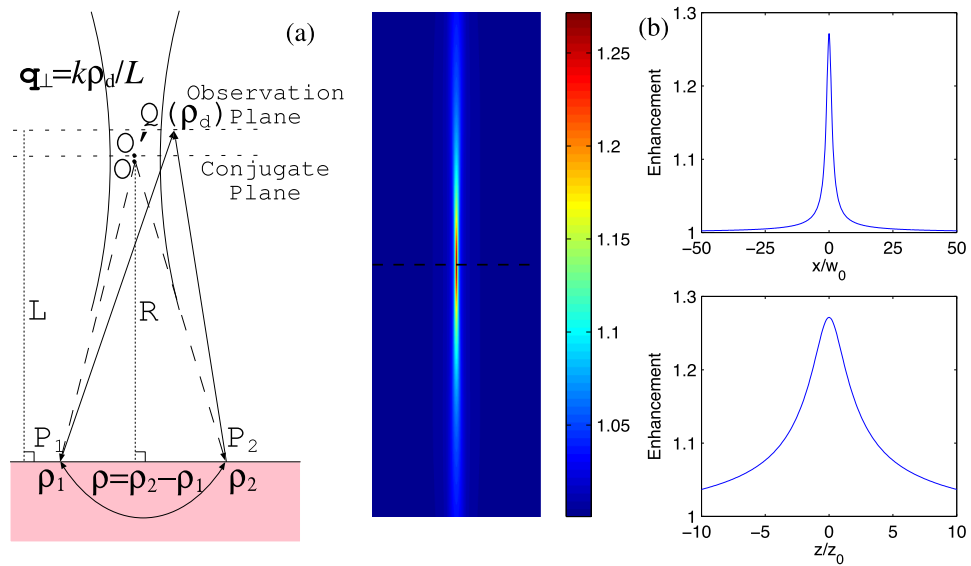 (a)
q⊥=kρd/L
Observation
Plane
Q
~
(ρd)
O′
O
Conjugate
Plane
L
R
P1
P2
ρ1
ρ=ρ2−ρ1
ρ2
1.25
1.2
1.15
1.1
1.05
(b)
1.3
1.2
1.1
1
Enhancement
−50
−25
0
25
50
x/w0
1.3
1.2
1.1
1
Enhancement
−10
−5
0
5
10
z/z0